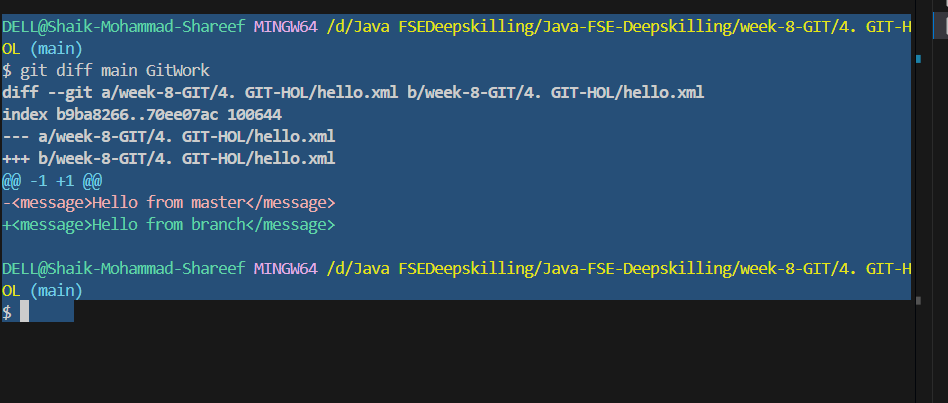 DELL@Shaik-Mohammad-Shareef MINGW64 /d/Java FSEDeepskilling/Java-FSE-Deepskilling/week-8-GIT/4. GIT-H
OL (main)
$ git diff main GitWork
diff --git a/week-8-GIT/4. GIT-HOL/hello.xml b/week-8-GIT/4. GIT-HOL/hello.xml
index b9ba8266..70ee07ac 100644
--- a/week-8-GIT/4. GIT-HOL/hello.xml
+++ b/week-8-GIT/4. GIT-HOL/hello.xml
@@ -1 +1 @@
-<message>Hello from master</message>
+<message>Hello from branch</message>
DELL@Shaik-Mohammad-Shareef MINGW64 /d/Java FSEDeepskilling/Java-FSE-Deepskilling/week-8-GIT/4. GIT-H
OL (main)
$